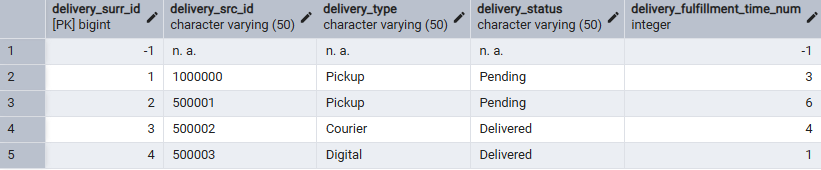 delivery_surr_id delivery_src_id delivery_type delivery_status delivery_fulfillment_time_num
[PK] bigint character varying (50) character varying (50) character varying (50) integer
1 -1 n. a. n. a. n. a. -1
2 1 1000000 Pickup Pending 3
3 2 500001 Pickup Pending 6
4 3 500002 Courier Delivered 4
5 4 500003 Digital Delivered 1